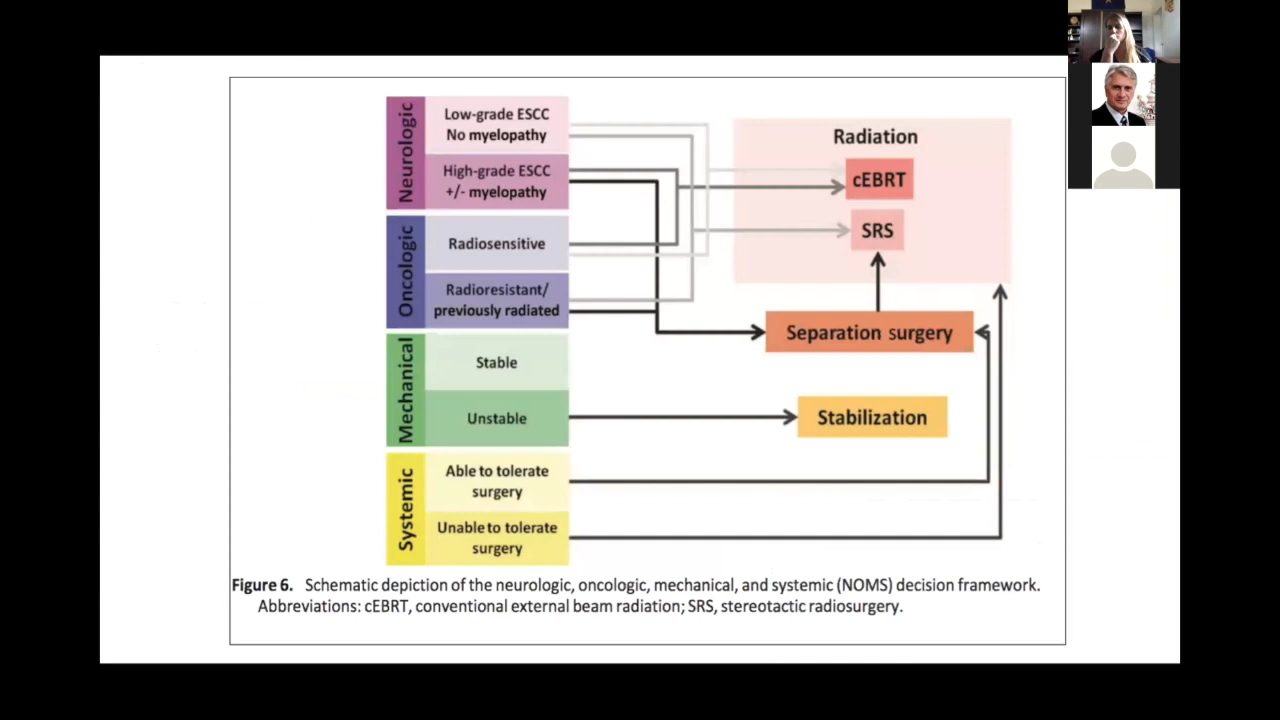 Neurologic
Low-grade ESCC
No myelopathy
High-grade ESCC
+/- myelopathy
Oncologic
Radiosensitive
Radioresistant/
previously radiated
Mechanical
Stable
Unstable
Systemic
Able to tolerate
surgery
Unable to tolerate
surgery
Radiation
cEBRT
SRS
Separation surgery
Stabilization
Figure 6. Schematic depiction of the neurologic, oncologic, mechanical, and systemic (NOMS) decision framework.
Abbreviations: cEBRT, conventional external beam radiation; SRS, stereotactic radiosurgery.